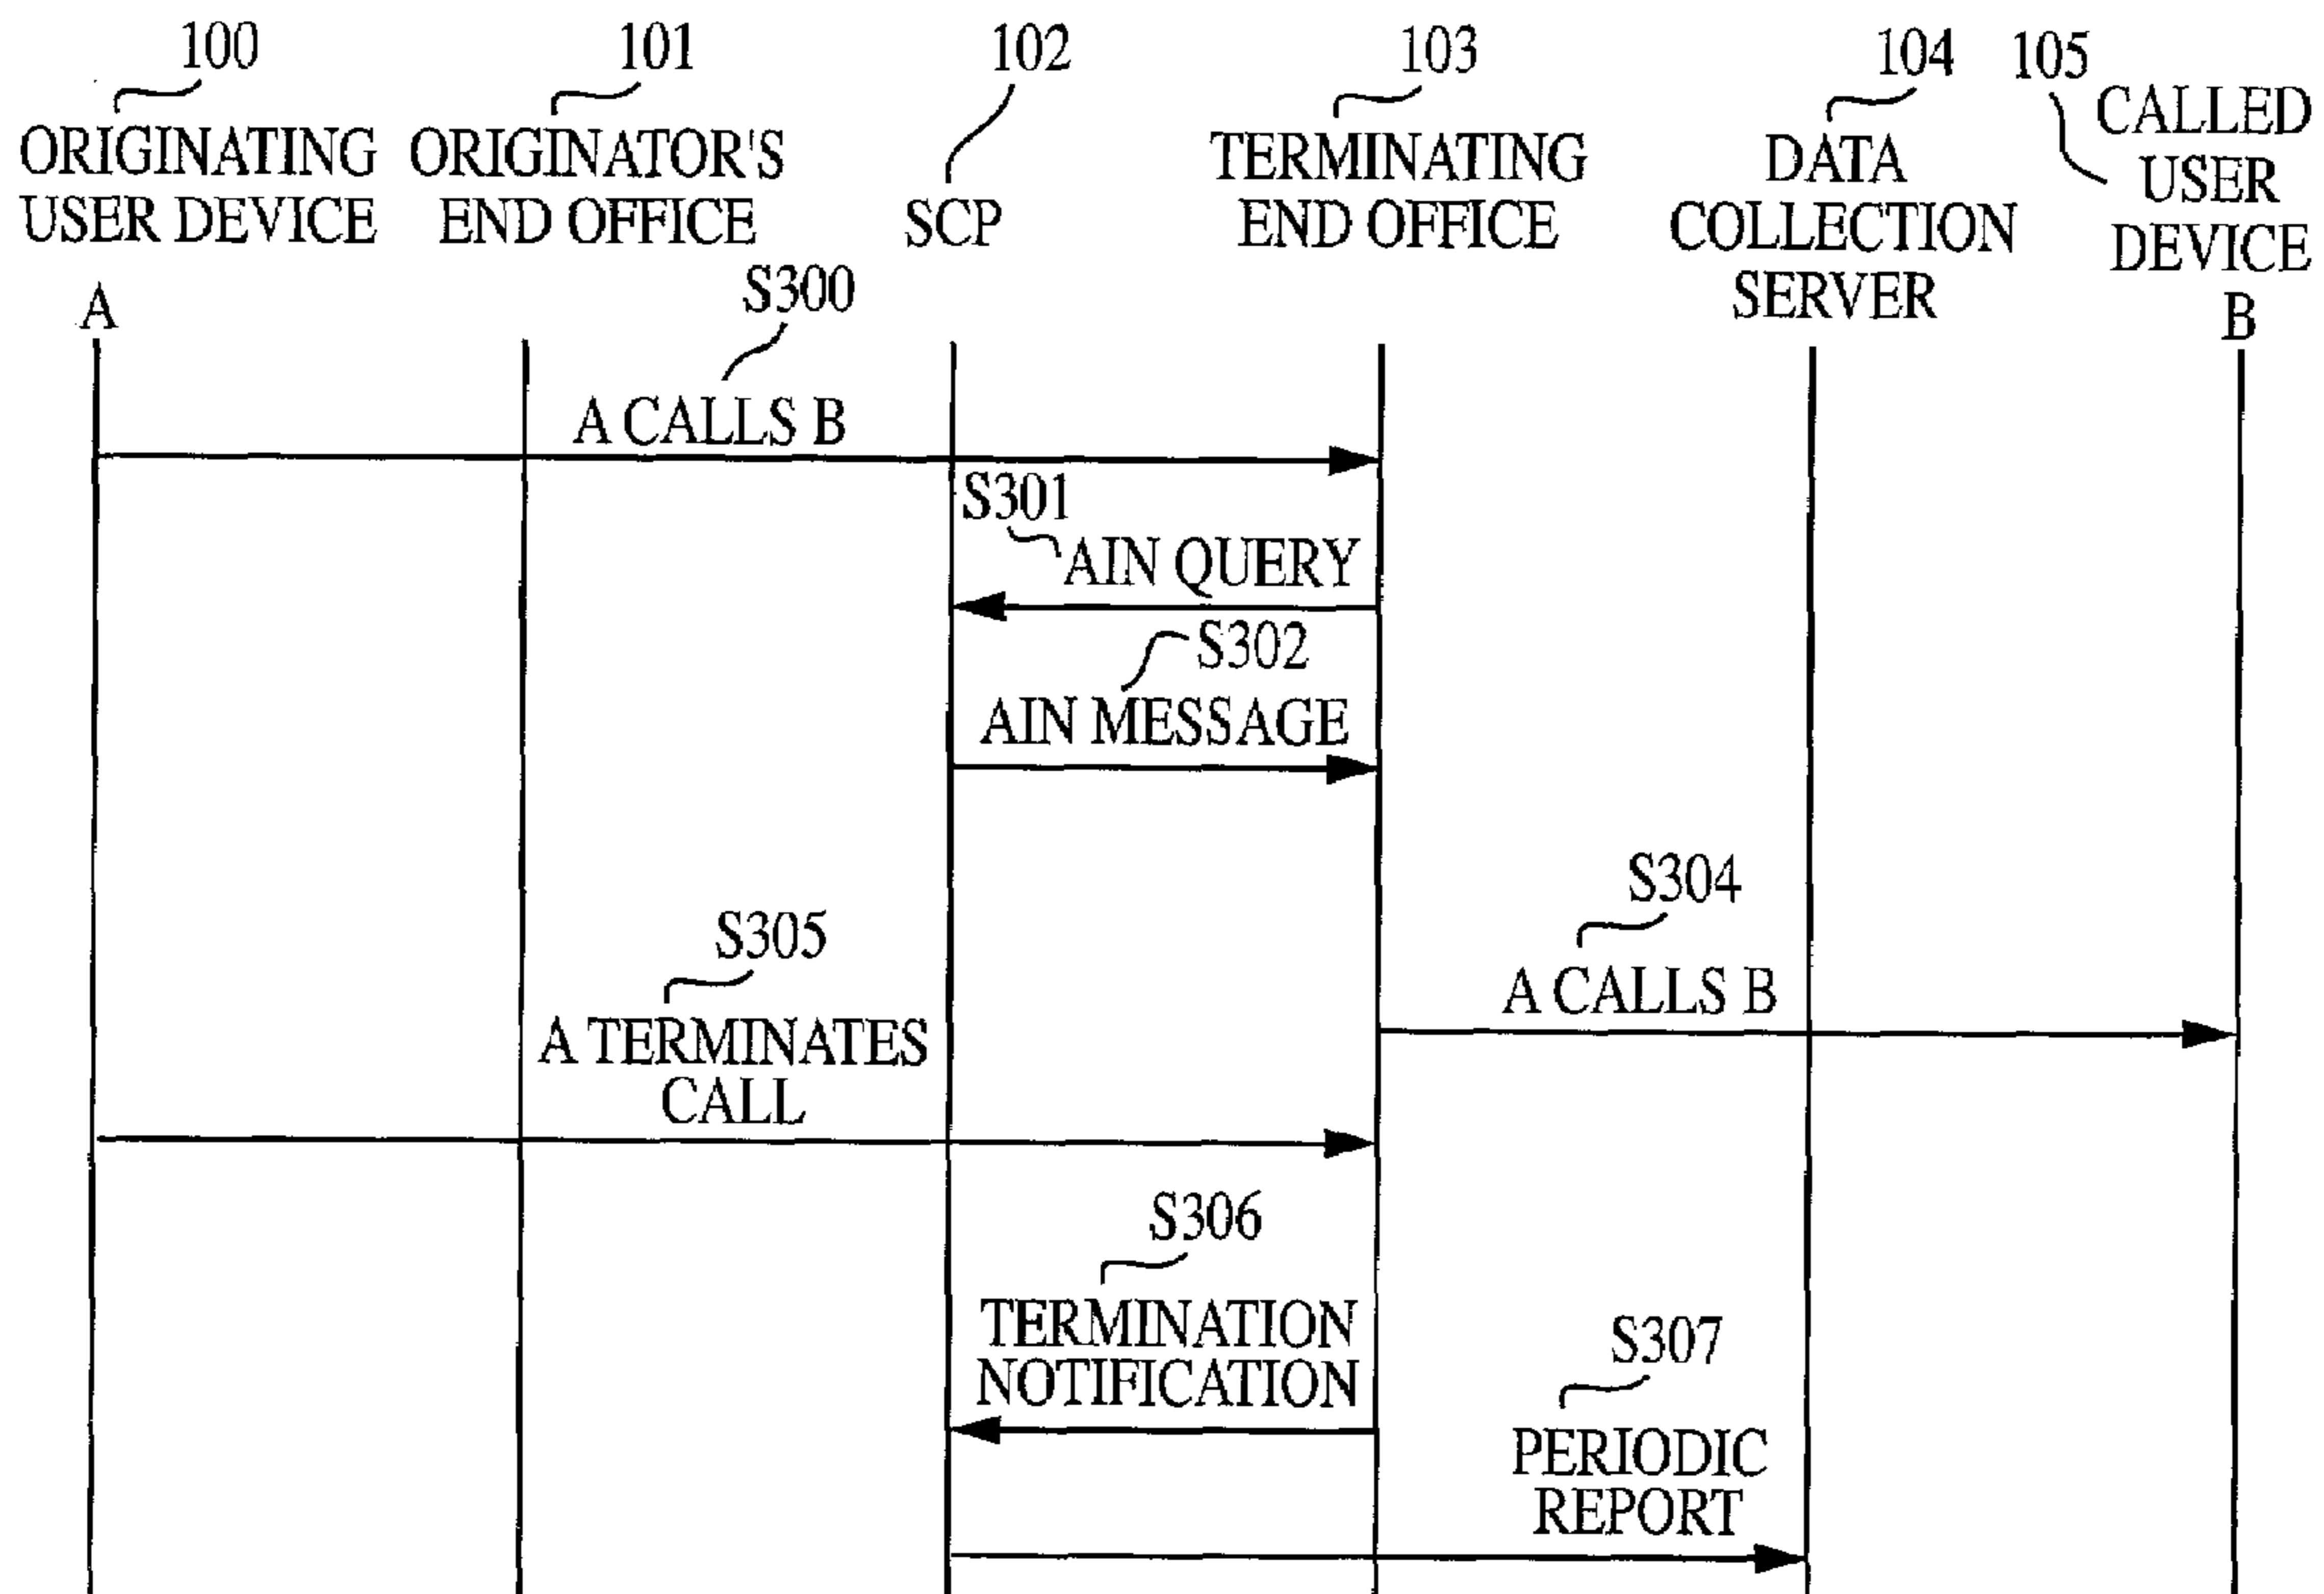 100
101
102
103
104
105
ORIGINATING
USER DEVICE
A
ORIGINATOR'S
END OFFICE
SCP
TERMINATING
END OFFICE
DATA
COLLECTION
SERVER
CALLED
USER
DEVICE
B
S300
A CALLS B
S301
AIN QUERY
S302
AIN MESSAGE
S304
A CALLS B
S305
A TERMINATES
CALL
S306
TERMINATION
NOTIFICATION
S307
PERIODIC
REPORT